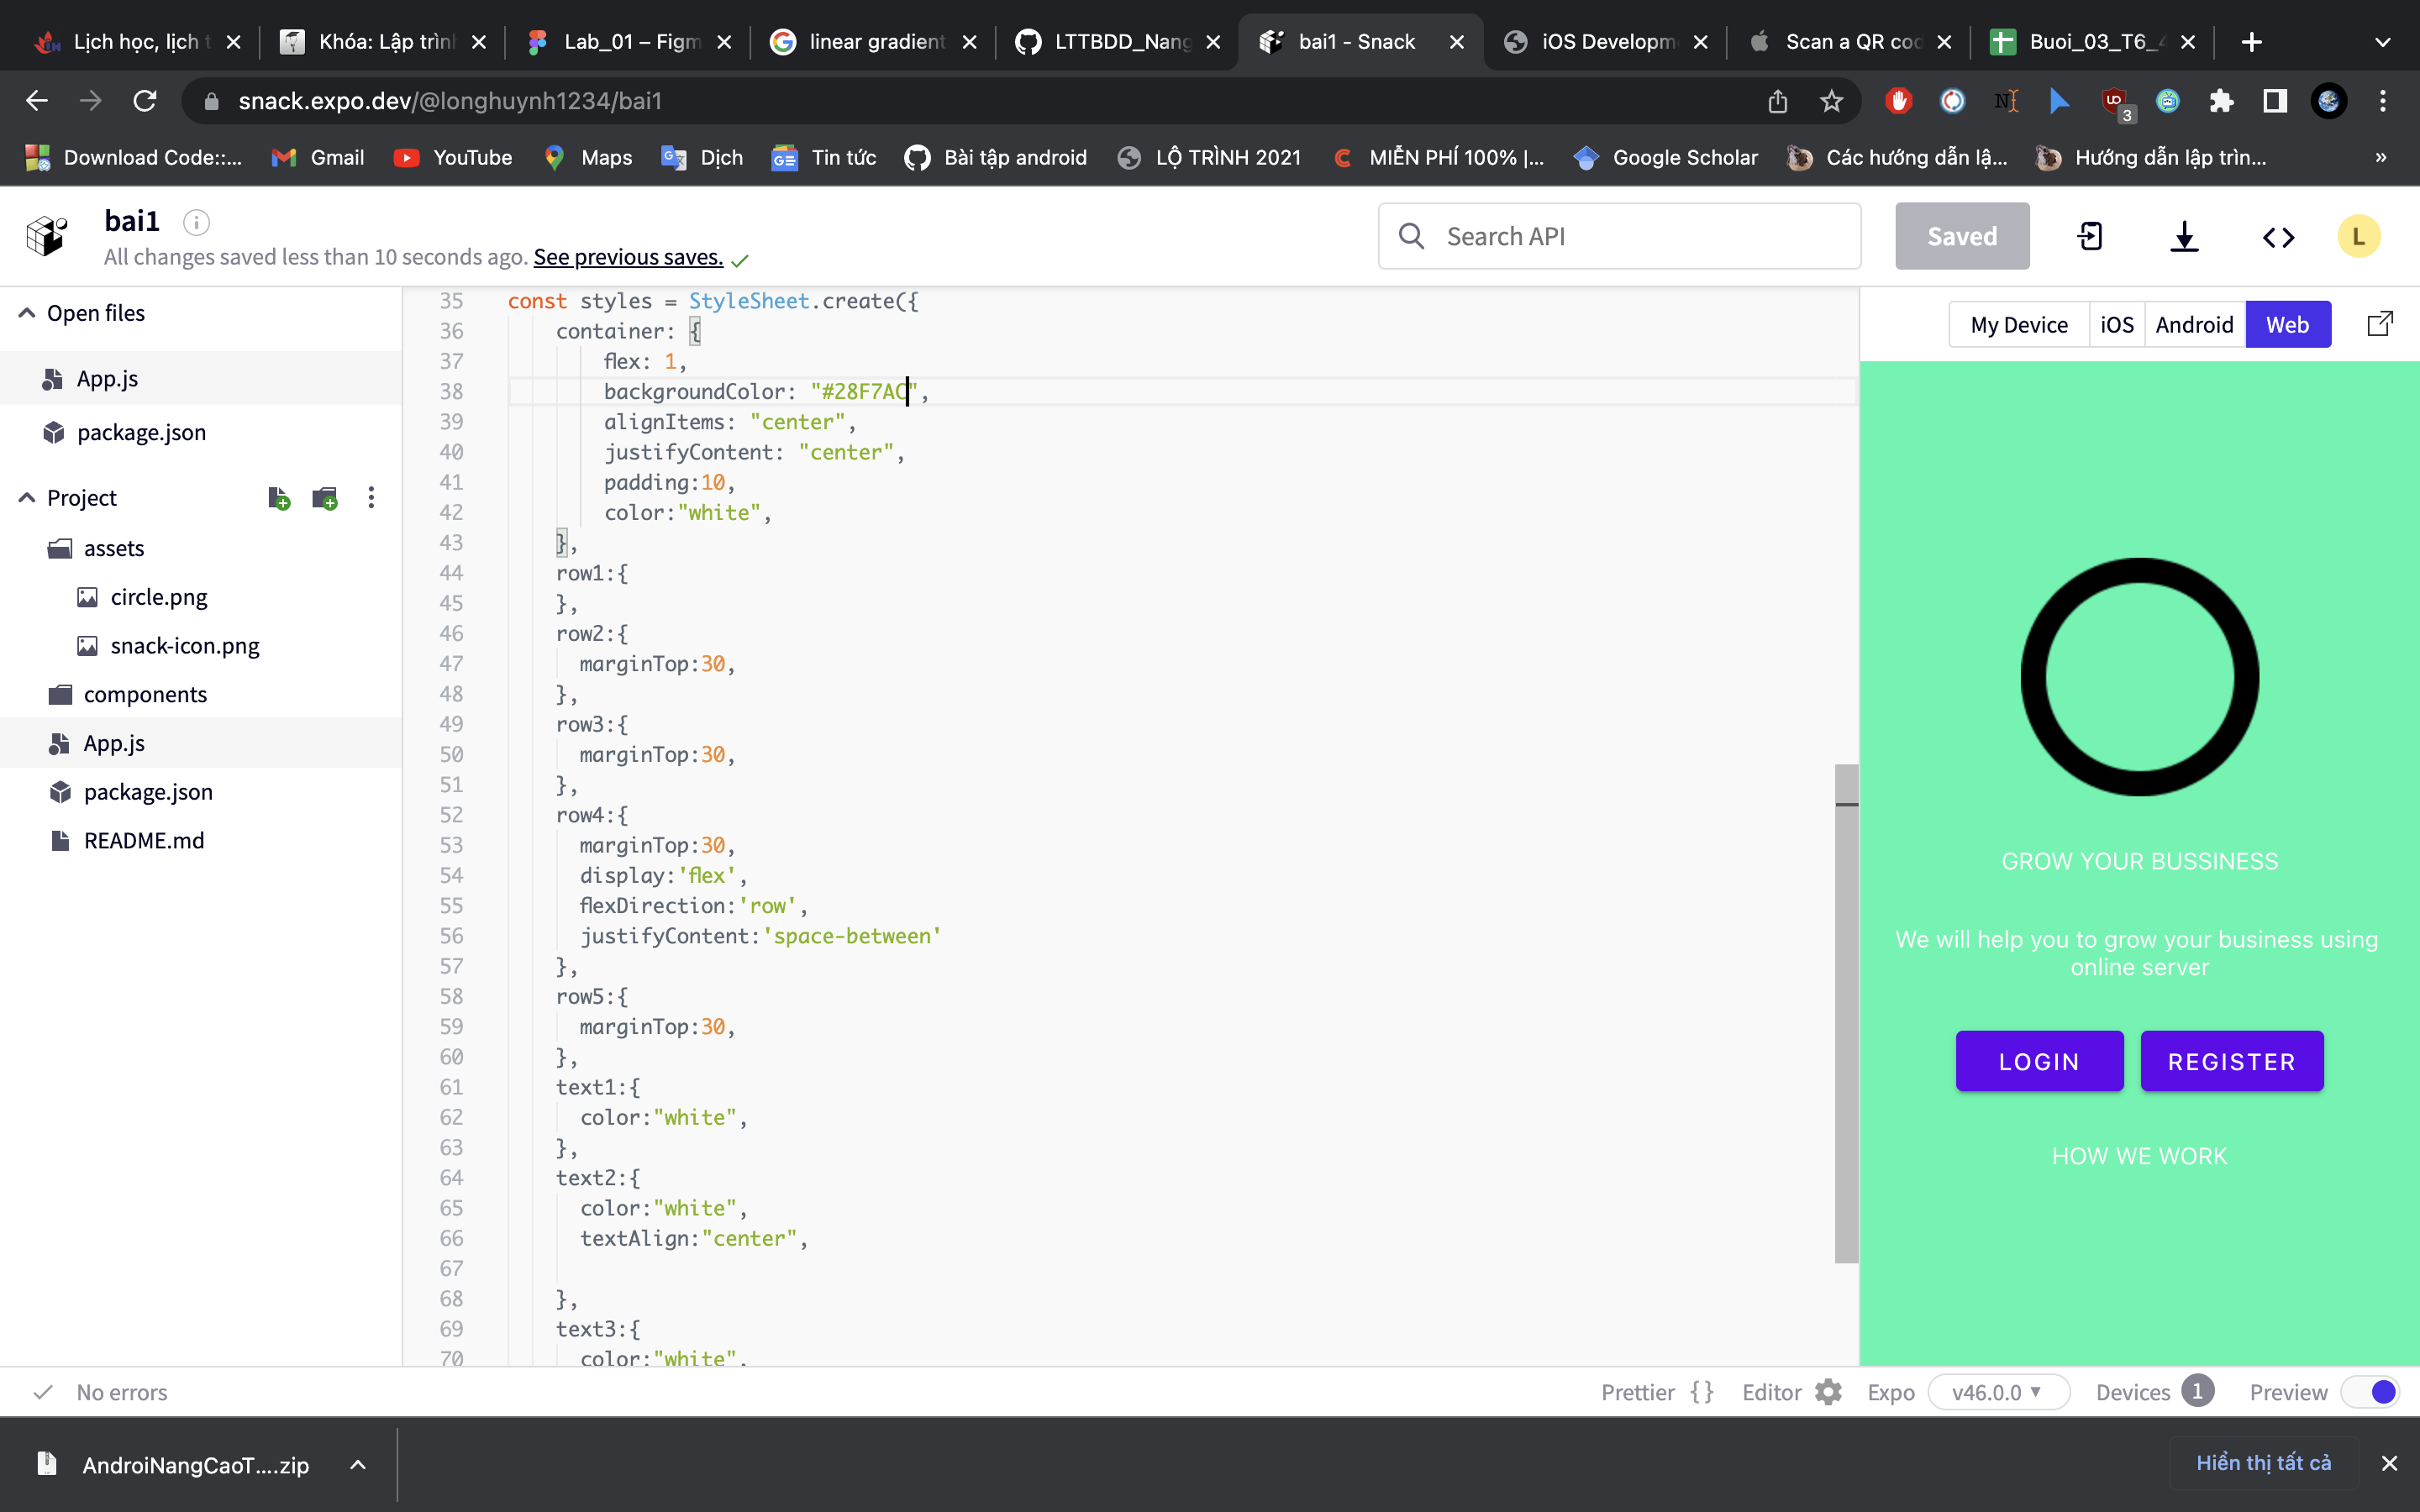 Lịch học, lịch t
Khóa: Lập trình
Lab_01 – Figm
linear gradient
LTTBDD_Nang
bai1 - Snack
iOS Developm
Scan a QR cod
Buoi_03_T6_4
snack.expo.dev/@longhuynh1234/bai1
3
Download Code::...
Gmail
YouTube
Maps
Dịch
Tin tức
Bài tập android
LỘ TRÌNH 2021
MIỄN PHÍ 100% |...
Google Scholar
Các hướng dẫn lậ...
Hướng dẫn lập trìn...
»
bai1
All changes saved less than 10 seconds ago. See previous saves.
Search API
Saved
L
Open files
App.js
package.json
Project
assets
circle.png
snack-icon.png
components
App.js
package.json
README.md
35 const styles = StyleSheet.create({
36 container: {
37 flex: 1,
38 backgroundColor: "#28F7AC",
39 alignItems: "center",
40 justifyContent: "center",
41 padding:10,
42 color:"white",
43 },
44 row1:{
45 },
46 row2:{
47 marginTop:30,
48 },
49 row3:{
50 marginTop:30,
51 },
52 row4:{
53 marginTop:30,
54 display:'flex',
55 flexDirection:'row',
56 justifyContent:'space-between'
57 },
58 row5:{
59 marginTop:30,
60 },
61 text1:{
62 color:"white",
63 },
64 text2:{
65 color:"white",
66 textAlign:"center",
67
68 },
69 text3:{
70 color:"white",
My Device
iOS
Android
Web
GROW YOUR BUSSINESS
We will help you to grow your business using
online server
LOGIN
REGISTER
HOW WE WORK
No errors
Prettier { }
Editor
Expo
v46.0.0
Devices 1
Preview
AndroiNangCaoT....zip
Hiển thị tất cả